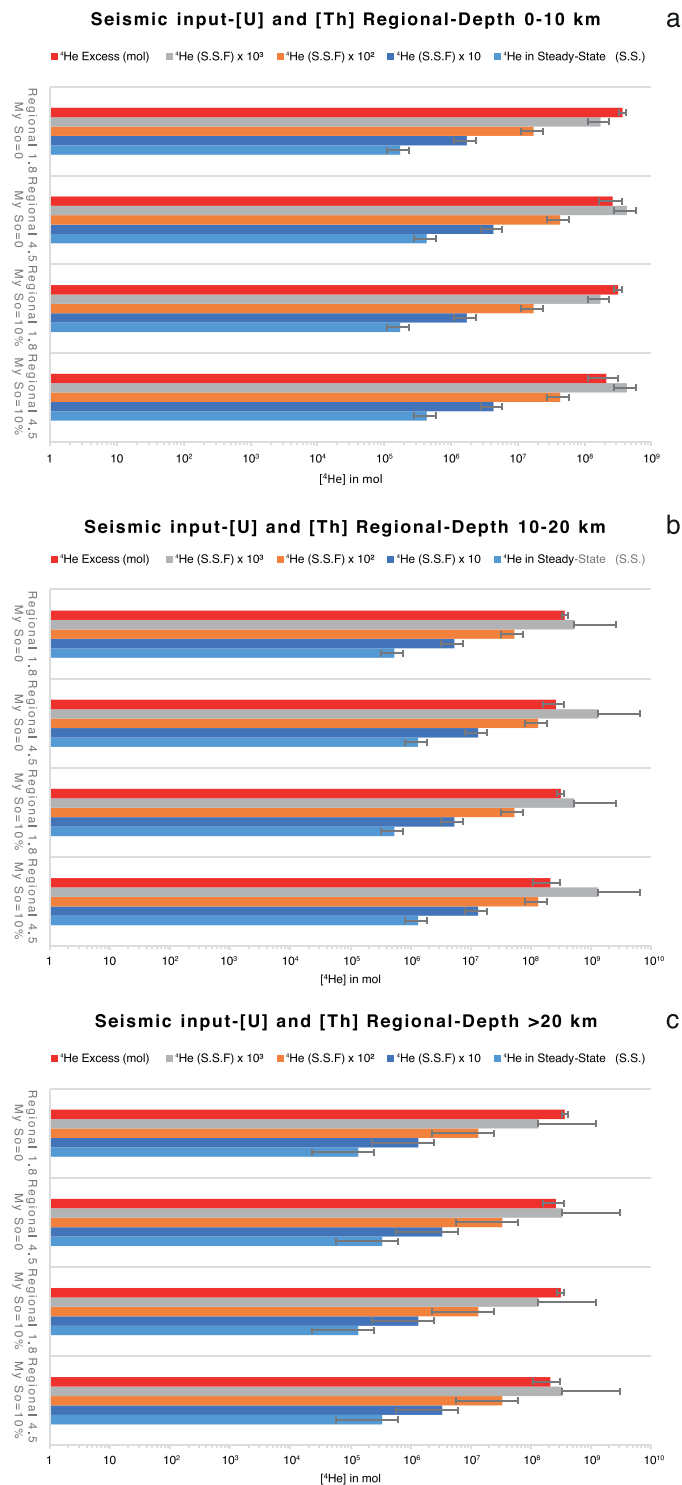 Seismic input-[U] and [Th] Regional-Depth 0-10 km
a
⁴He Excess (mol) ⁴He (S.S.F) x 10³ ⁴He (S.S.F) x 10² ⁴He (S.S.F) x 10 ⁴He in Steady-State (S.S.)
Regional 1.8
My So=0
Regional 4.5
My So=0
Regional 1.8
My So=10%
Regional 4.5
My So=10%
1 10 10² 10³ 10⁴ 10⁵ 10⁶ 10⁷ 10⁸ 10⁹
[⁴He] in mol
Seismic input-[U] and [Th] Regional-Depth 10-20 km
b
⁴He Excess (mol) ⁴He (S.S.F) x 10³ ⁴He (S.S.F) x 10² ⁴He (S.S.F) x 10 ⁴He in Steady-State (S.S.)
Regional 1.8
My So=0
Regional 4.5
My So=0
Regional 1.8
My So=10%
Regional 4.5
My So=10%
1 10 10² 10³ 10⁴ 10⁵ 10⁶ 10⁷ 10⁸ 10⁹ 10¹⁰
[⁴He] in mol
Seismic input-[U] and [Th] Regional-Depth >20 km
c
⁴He Excess (mol) ⁴He (S.S.F) x 10³ ⁴He (S.S.F) x 10² ⁴He (S.S.F) x 10 ⁴He in Steady-State (S.S.)
Regional 1.8
My So=0
Regional 4.5
My So=0
Regional 1.8
My So=10%
Regional 4.5
My So=10%
1 10 10² 10³ 10⁴ 10⁵ 10⁶ 10⁷ 10⁸ 10⁹ 10¹⁰
[⁴He] in mol